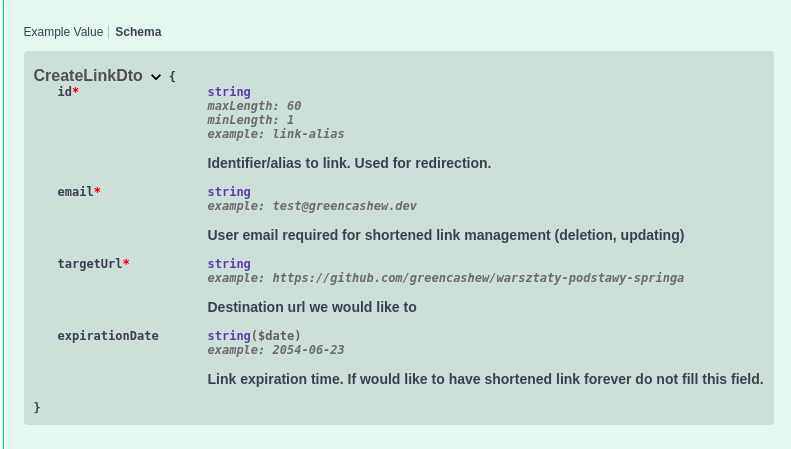 Example Value Schema
CreateLinkDto {
id* string
maxLength: 60
minLength: 1
example: link-alias
Identifier/alias to link. Used for redirection.
email* string
example: test@greencashew.dev
User email required for shortened link management (deletion, updating)
targetUrl* string
example: https://github.com/greencashew/warsztaty-podstawy-springa
Destination url we would like to
expirationDate string($date)
example: 2054-06-23
Link expiration time. If would like to have shortened link forever do not fill this field.
}